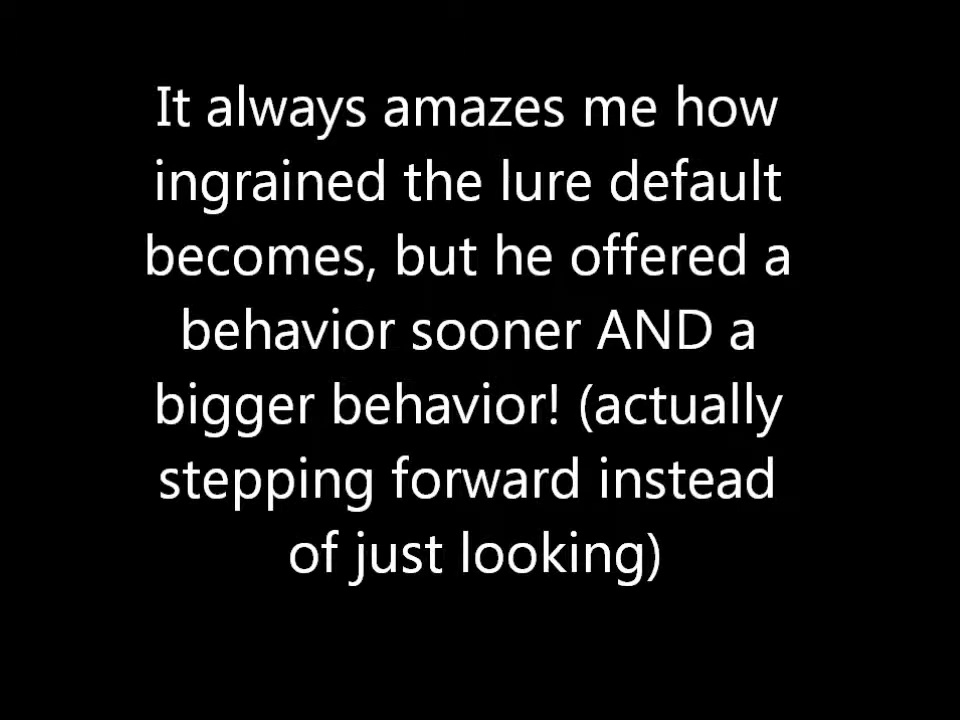 It always amazes me how
ingrained the lure default
becomes, but he offered a
behavior sooner AND a
bigger behavior! (actually
stepping forward instead
of just looking)